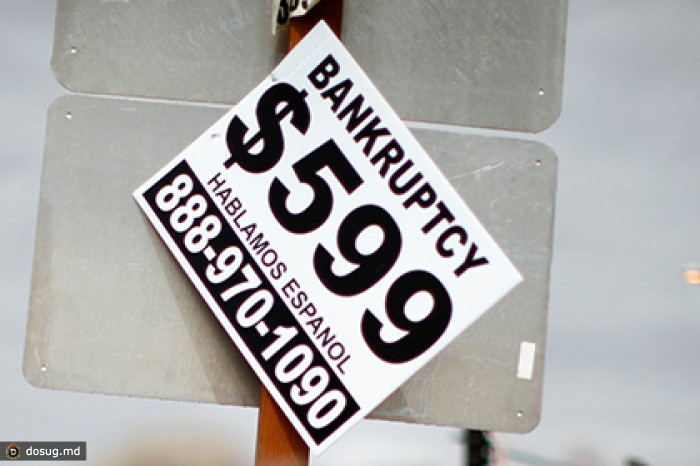 BANKRUPTCY
$599
HABLAMOS ESPANOL
888-970-1090
dosug.md